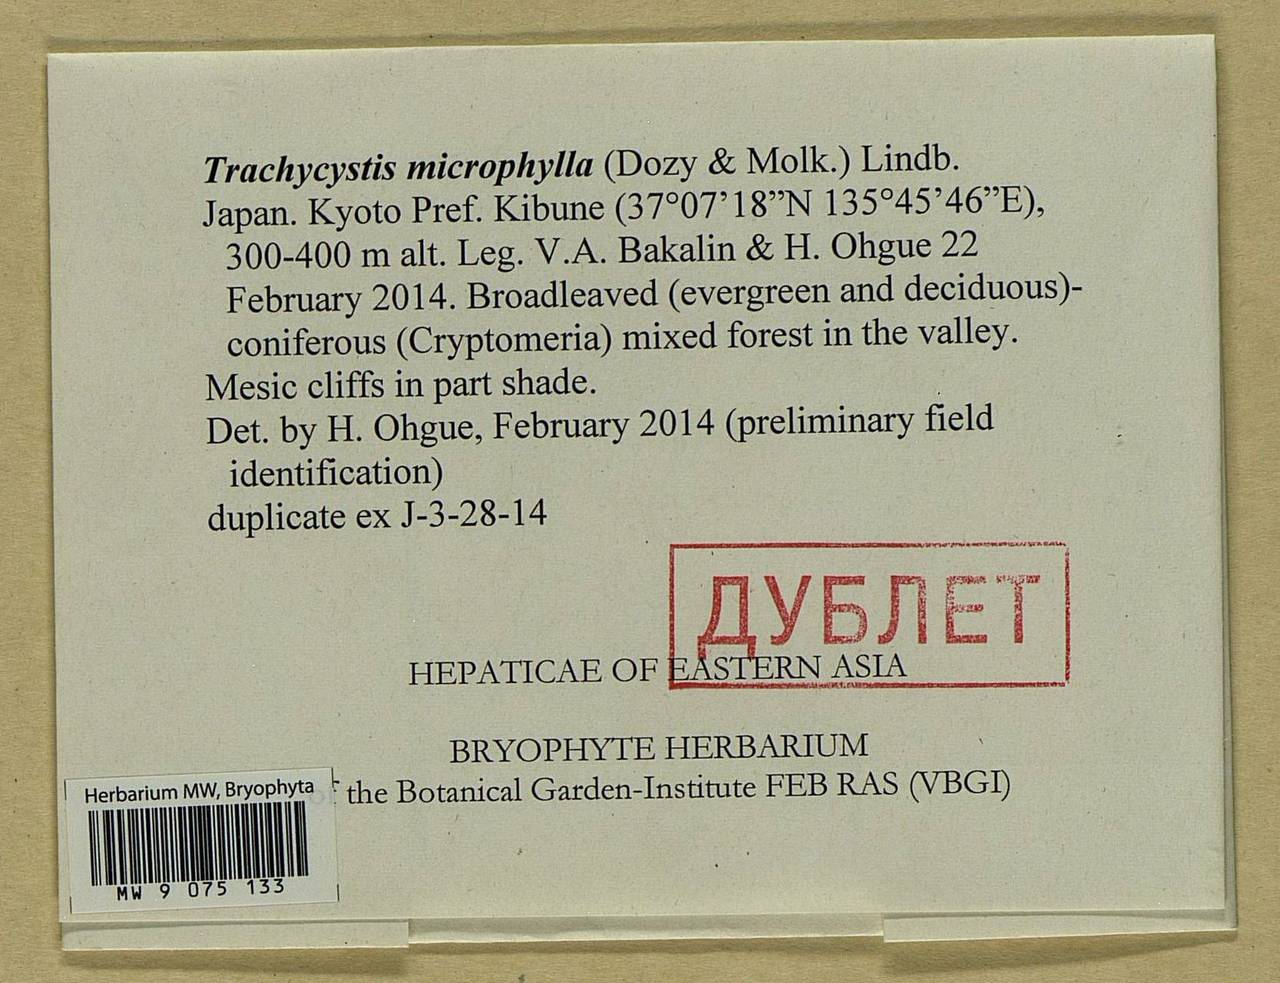 Trachycystis microphylla (Dozy & Molk.) Lindb.
Japan. Kyoto Pref. Kibune (37°07’18”N 135°45’46”E),
300-400 m alt. Leg. V.A. Bakalin & H. Ohgue 22
February 2014. Broadleaved (evergreen and deciduous)-
coniferous (Cryptomeria) mixed forest in the valley.
Mesic cliffs in part shade.
Det. by H. Ohgue, February 2014 (preliminary field
identification)
duplicate ex J-3-28-14
ДУБЛЕТ
HEPATICAE OF EASTERN ASIA
BRYOPHYTE HERBARIUM
of the Botanical Garden-Institute FEB RAS (VBGI)
Herbarium MW, Bryophyta
MW 9 075 133